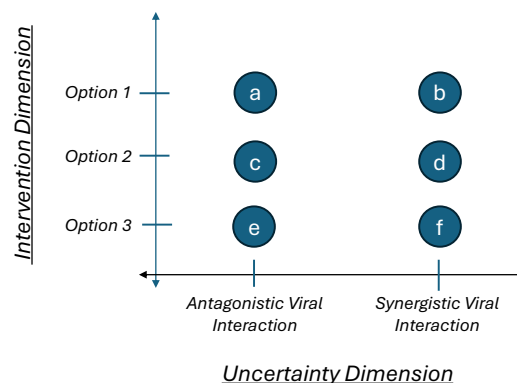 Intervention Dimension
Option 1
a
b
Option 2
c
d
Option 3
e
f
Antagonistic Viral
Interaction
Synergistic Viral
Interaction
Uncertainty Dimension